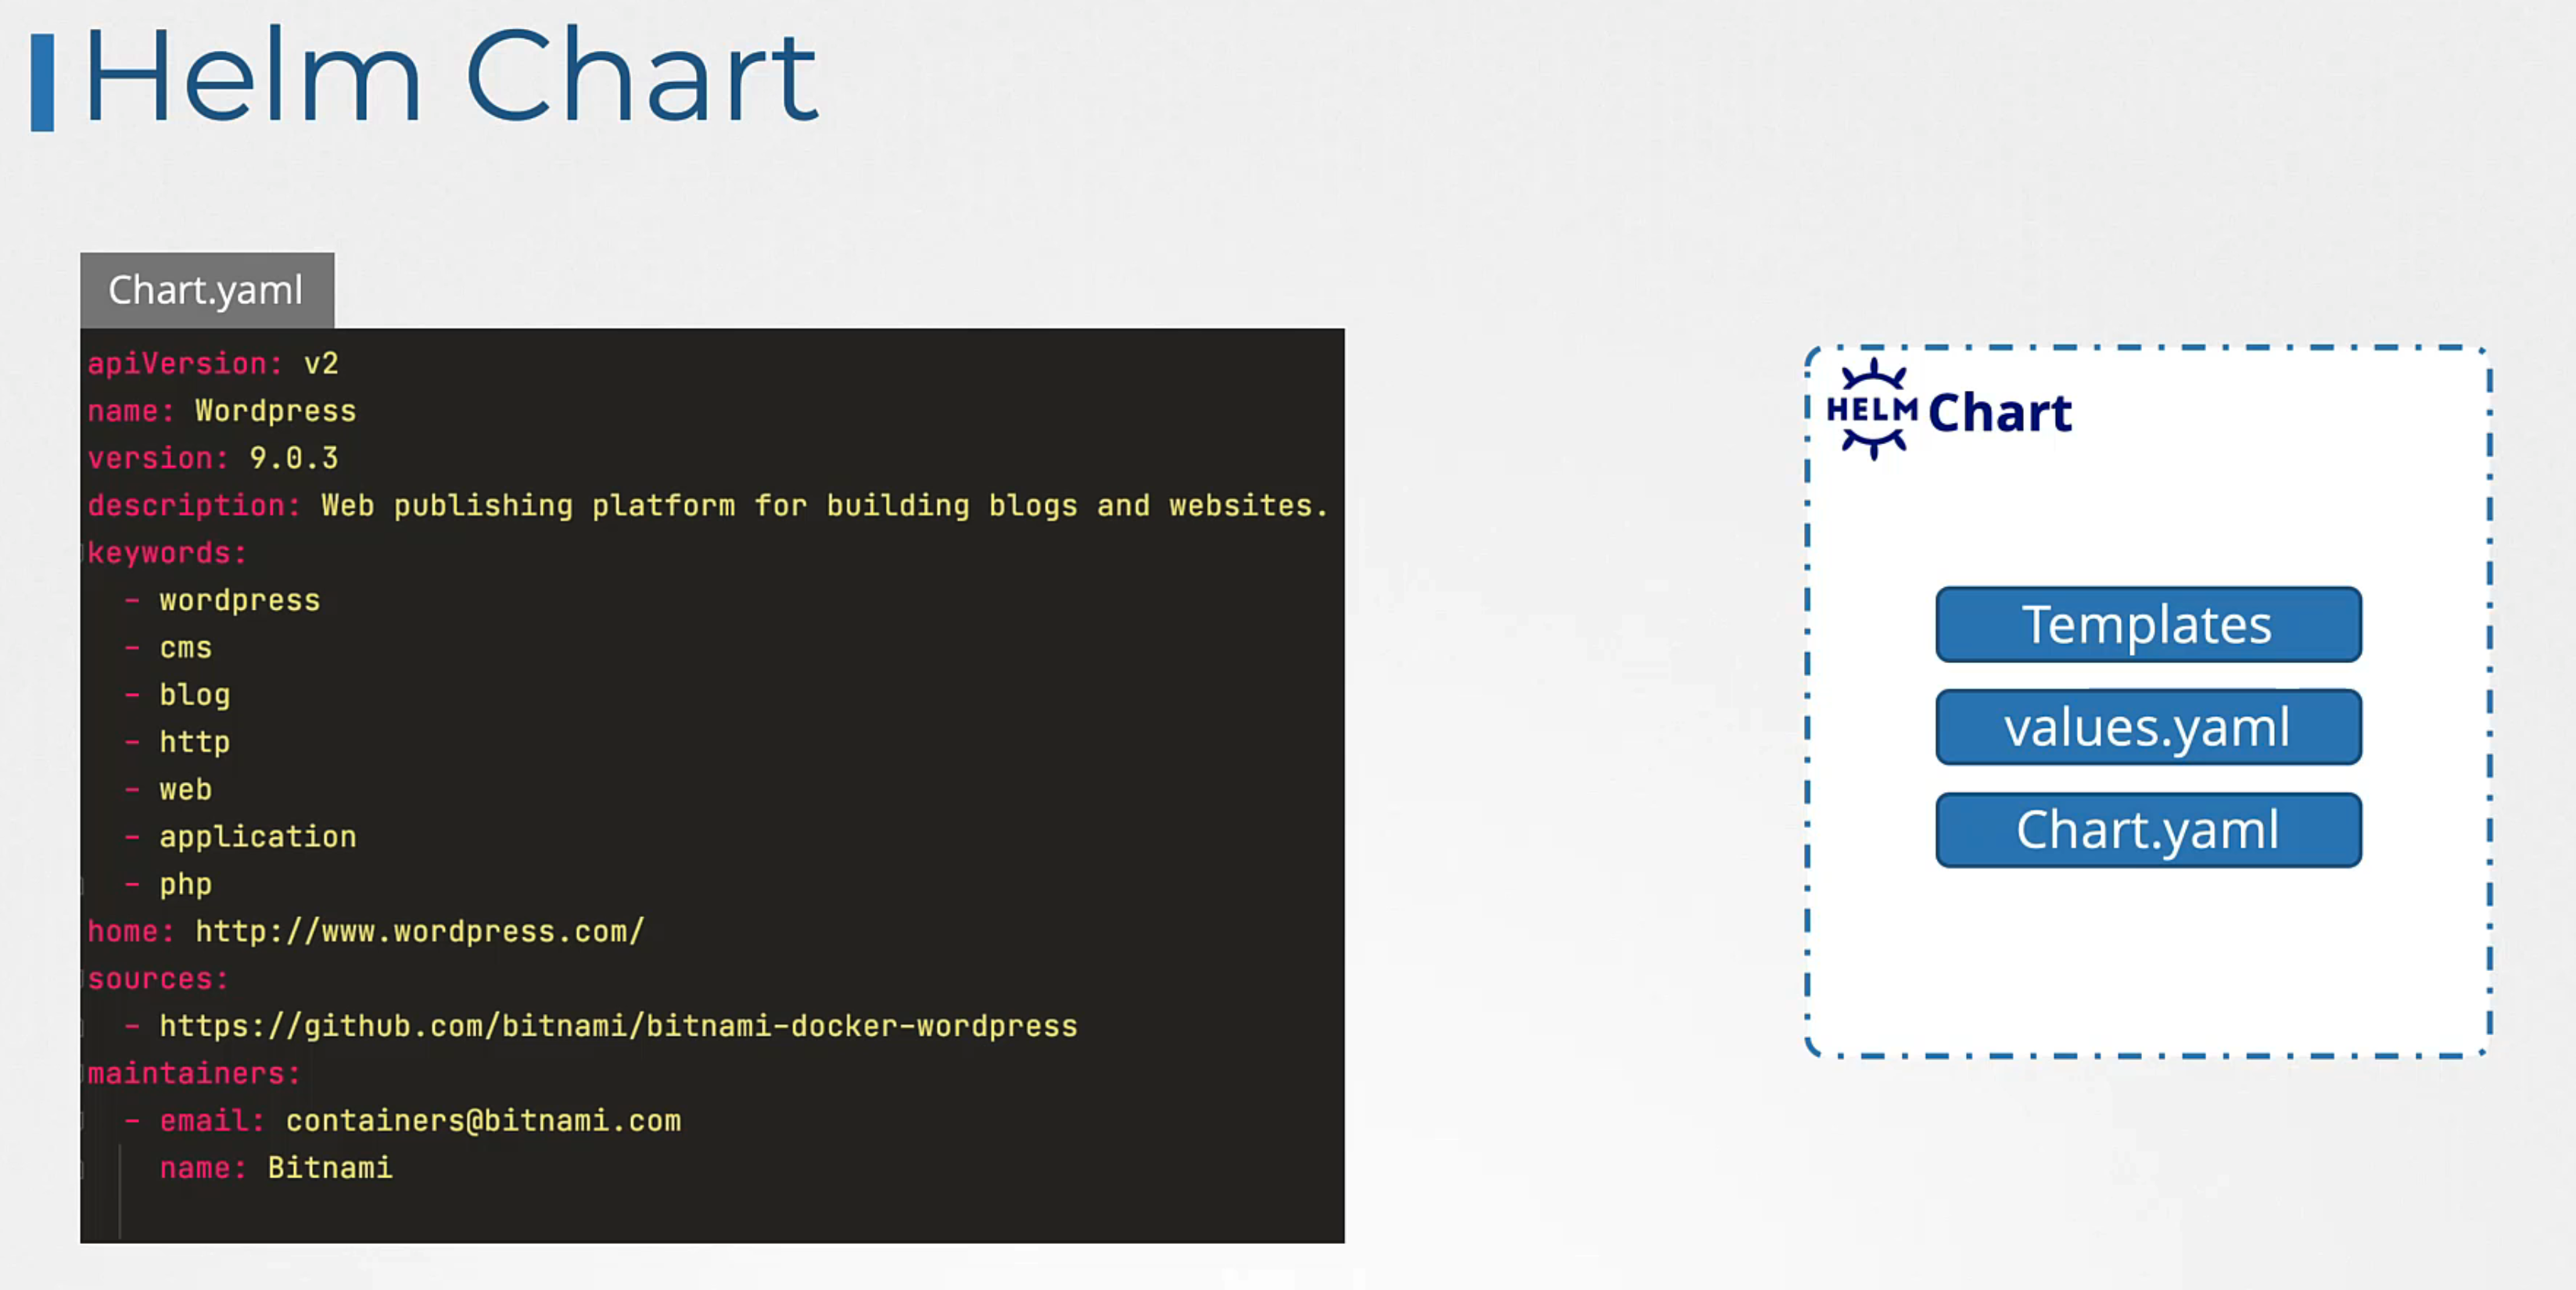 Helm Chart
Chart.yaml
apiVersion: v2
name: Wordpress
version: 9.0.3
description: Web publishing platform for building blogs and websites.
keywords:
- wordpress
- cms
- blog
- http
- web
- application
- php
home: http://www.wordpress.com/
sources:
- https://github.com/bitnami/bitnami-docker-wordpress
maintainers:
- email: containers@bitnami.com
name: Bitnami
HELM Chart
Templates
values.yaml
Chart.yaml